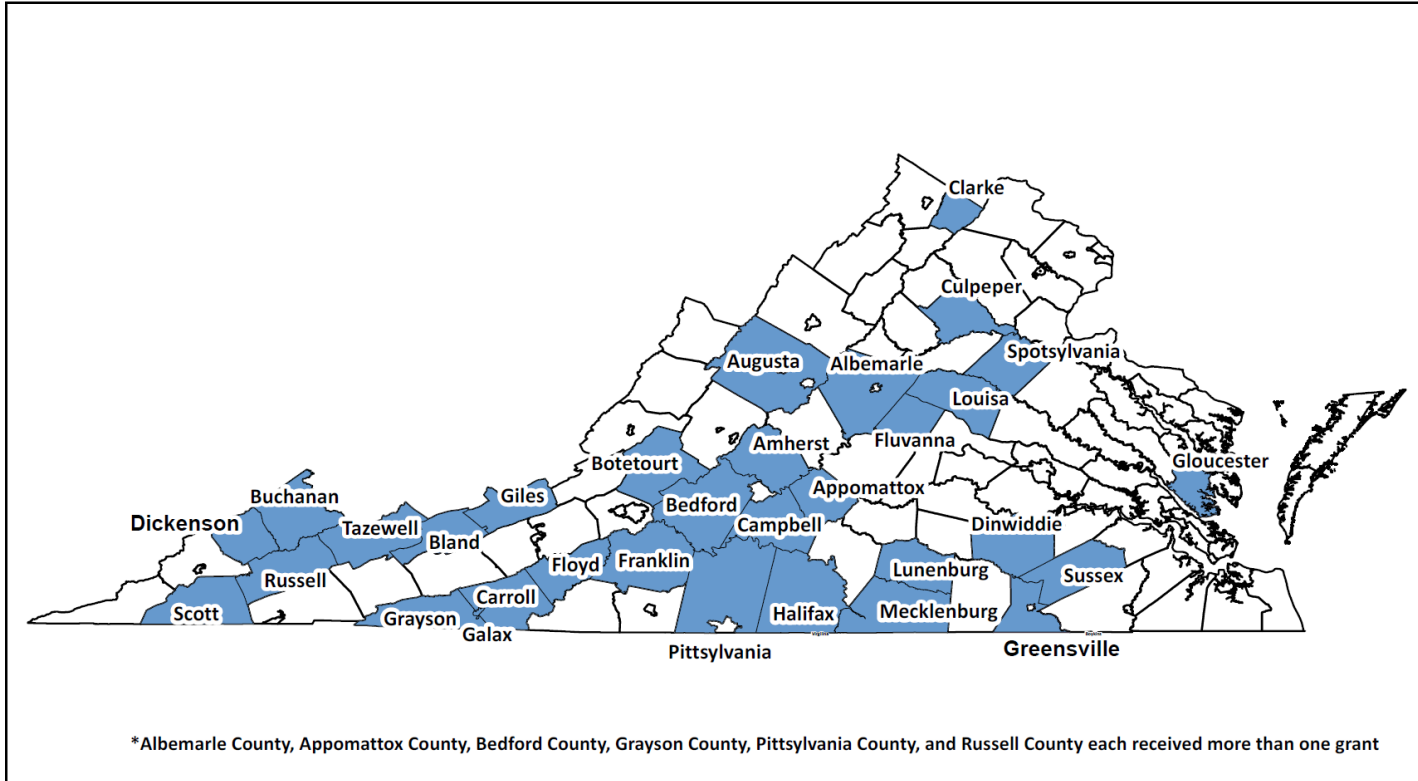 Clarke
Culpeper
Spotsylvania
Augusta
Albemarle
Louisa
Amherst
Fluvanna
Botetourt
Gloucester
Buchanan
Giles
Appomattox
Bedford
Dickenson
Tazewell
Campbell
Dinwiddie
Bland
Floyd
Franklin
Lunenburg
Sussex
Russell
Carroll
Scott
Grayson
Halifax
Mecklenburg
Galax
Pittsylvania
Greensville
*Albemarle County, Appomattox County, Bedford County, Grayson County, Pittsylvania County, and Russell County each received more than one grant